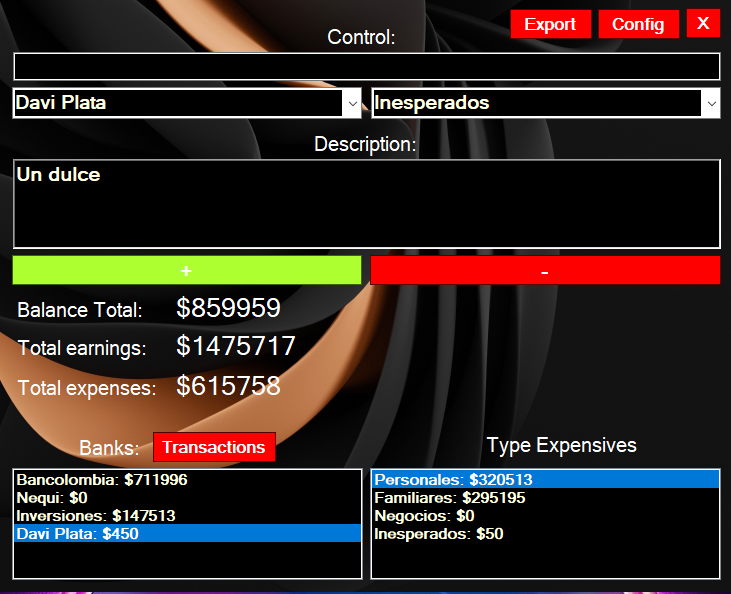 Control:
Export
Config
X
Davi Plata
Inesperados
Description:
Un dulce
+
-
Balance Total: $859959
Total earnings: $1475717
Total expenses: $615758
Banks:
Transactions
Type Expensives
Bancolombia: $711996
Nequi: $0
Inversiones: $147513
Davi Plata: $450
Personales: $320513
Familiares: $295195
Negocios: $0
Inesperados: $50